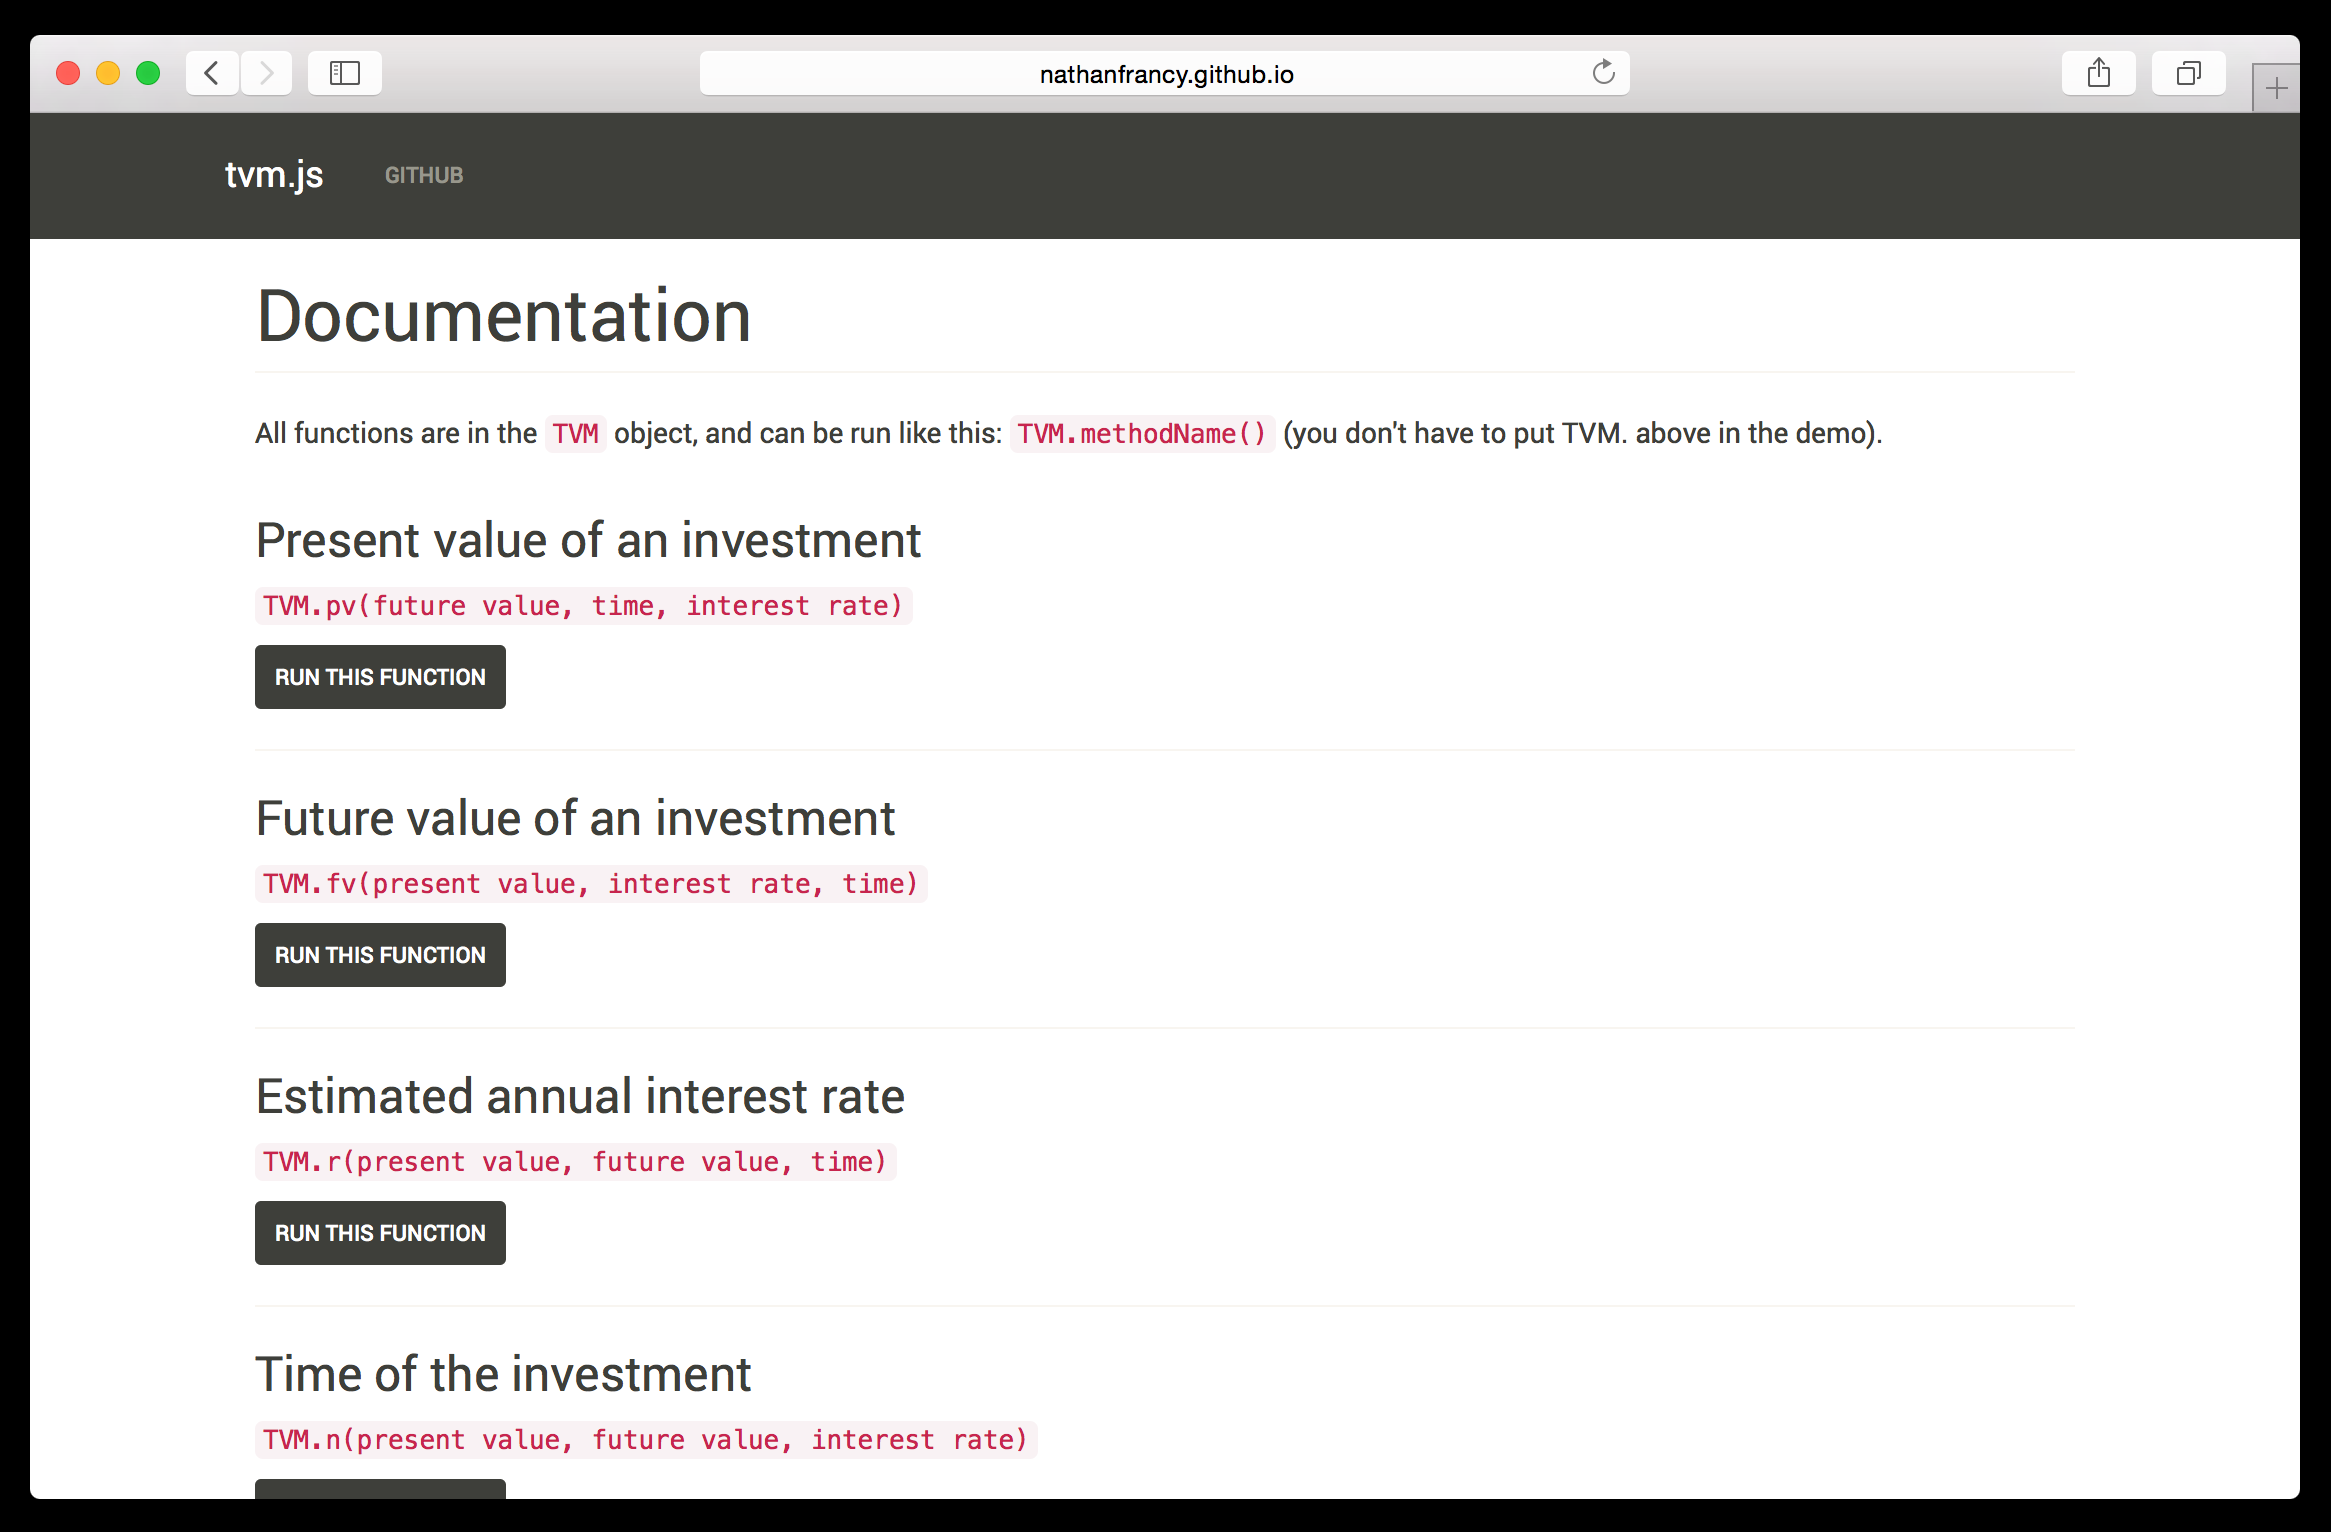 nathanfrancy.github.io
tvm.js GITHUB
Documentation
All functions are in the TVM object, and can be run like this: TVM.methodName() (you don't have to put TVM. above in the demo).
Present value of an investment
TVM.pv(future value, time, interest rate)
RUN THIS FUNCTION
Future value of an investment
TVM.fv(present value, interest rate, time)
RUN THIS FUNCTION
Estimated annual interest rate
TVM.r(present value, future value, time)
RUN THIS FUNCTION
Time of the investment
TVM.n(present value, future value, interest rate)